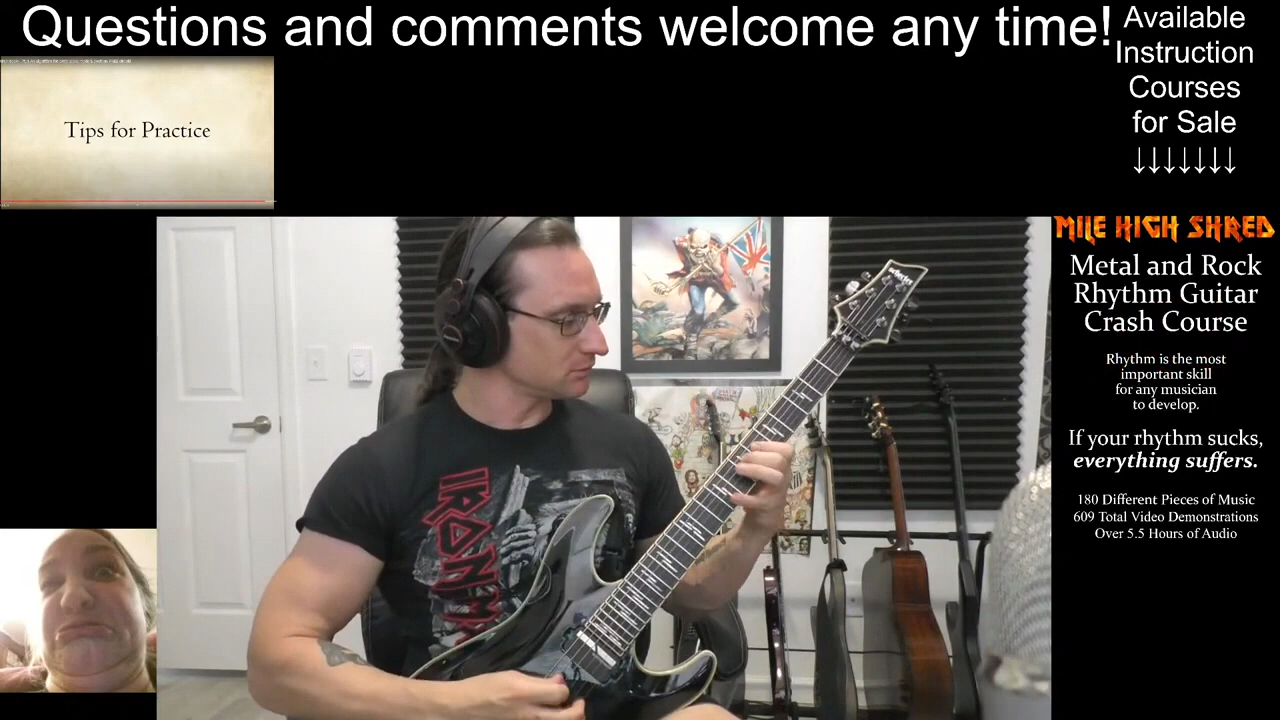 Questions and comments welcome any time!
Available
Instruction
Courses
for Sale
↓↓↓↓↓↓↓
Tips for Practice
MILE HIGH SHRED
Metal and Rock
Rhythm Guitar
Crash Course
Rhythm is the most
important skill
for any musician
to develop.
If your rhythm sucks,
everything suffers.
180 Different Pieces of Music
609 Total Video Demonstrations
Over 5.5 Hours of Audio
IRON